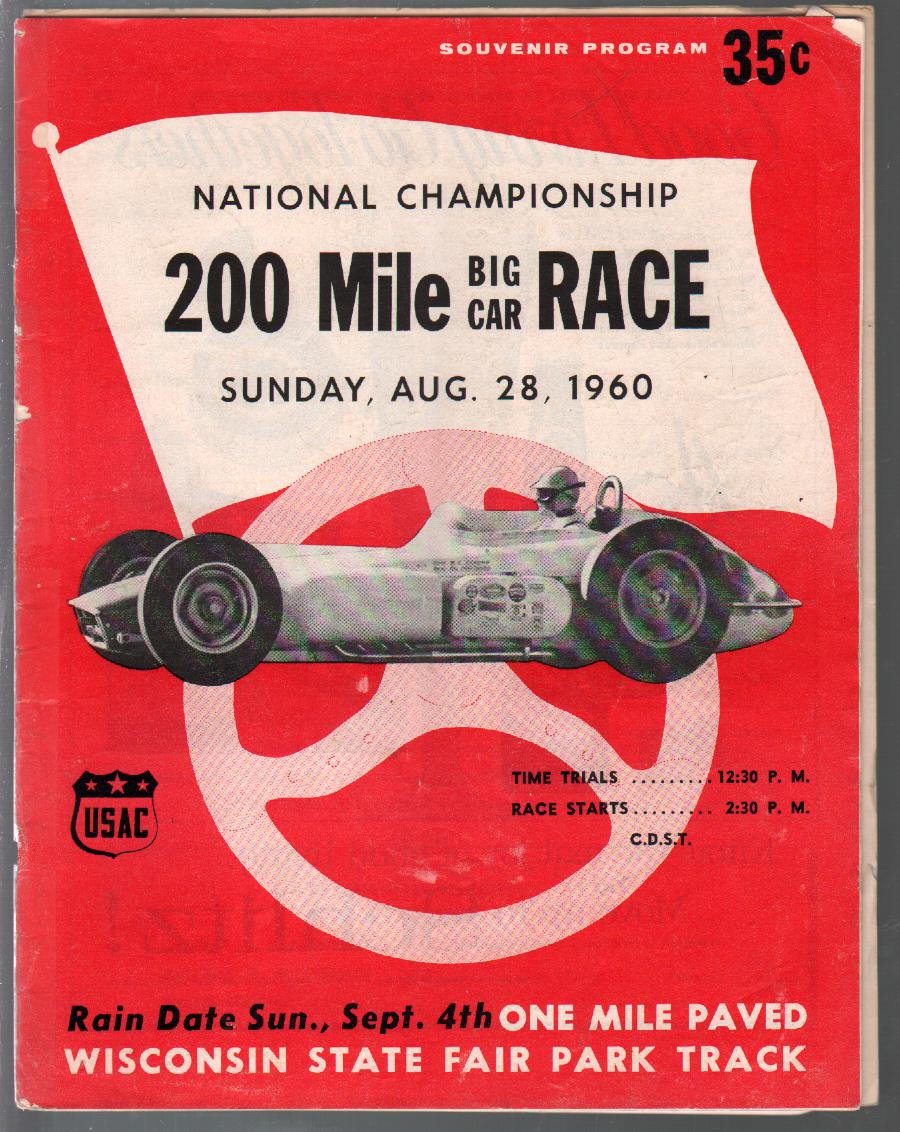 SOUVENIR PROGRAM 35c
NATIONAL CHAMPIONSHIP
200 Mile BIG CAR RACE
SUNDAY, AUG. 28, 1960
TIME TRIALS ......... 12:30 P. M.
RACE STARTS ......... 2:30 P. M.
C.D.S.T.
USAC
Rain Date Sun., Sept. 4th ONE MILE PAVED
WISCONSIN STATE FAIR PARK TRACK